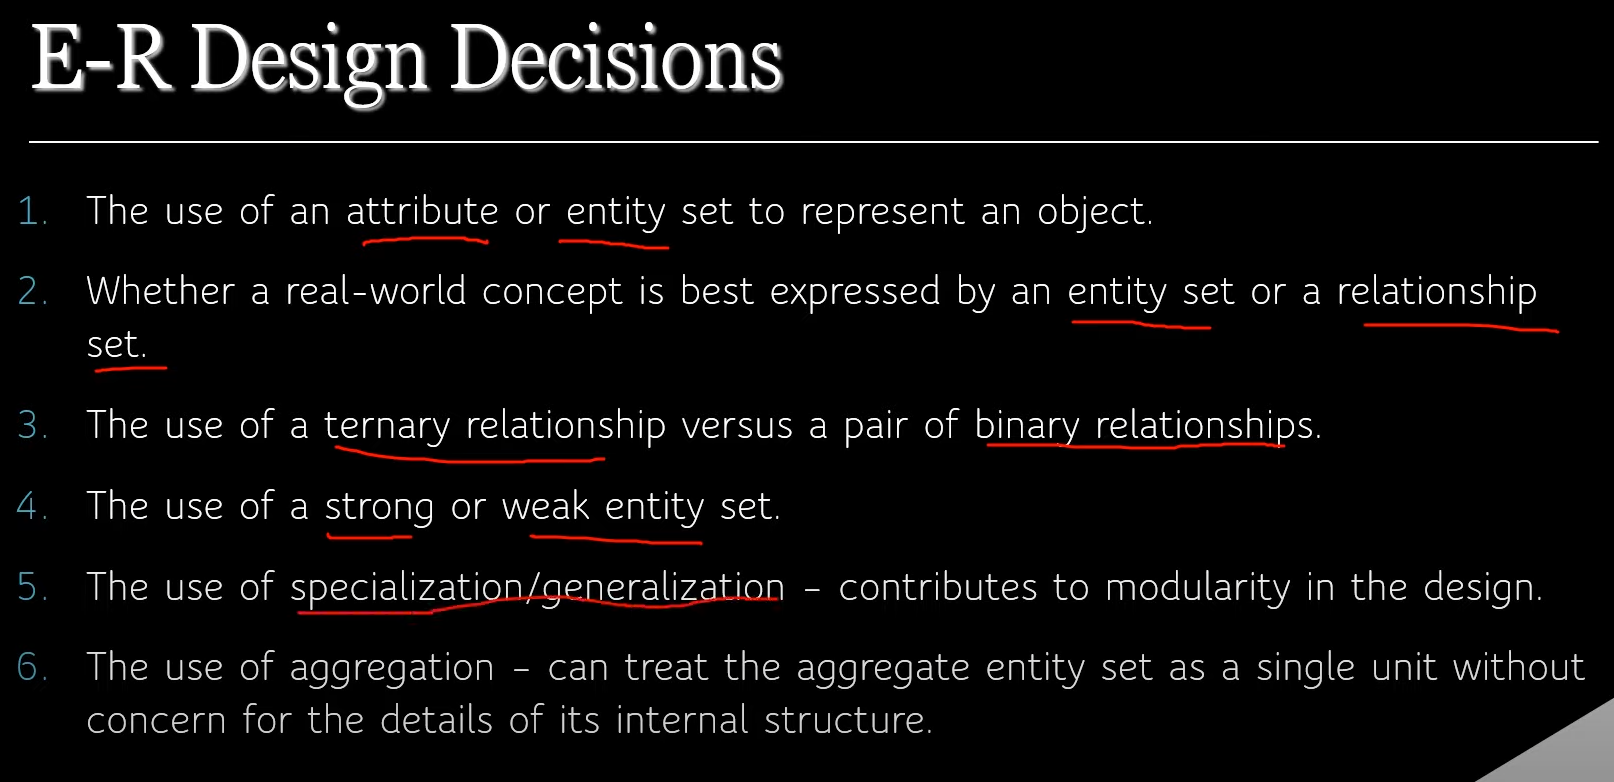 E-R Design Decisions
1. The use of an attribute or entity set to represent an object.
2. Whether a real-world concept is best expressed by an entity set or a relationship
set.
3. The use of a ternary relationship versus a pair of binary relationships.
4. The use of a strong or weak entity set.
5. The use of specialization/generalization – contributes to modularity in the design.
6. The use of aggregation – can treat the aggregate entity set as a single unit without
concern for the details of its internal structure.